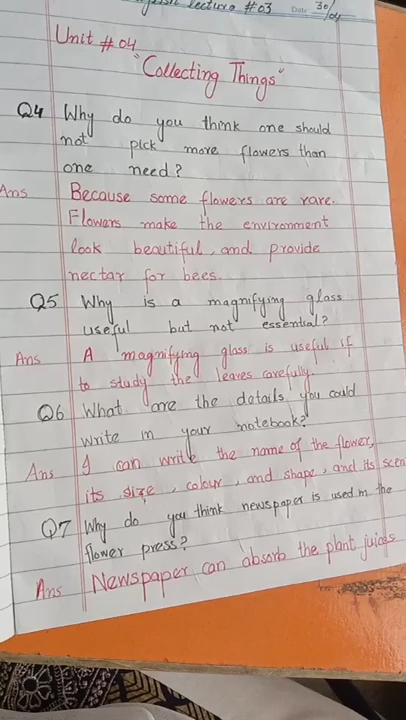 lecture #03 Date 30/04
Unit #04
"Collecting Things"
Q4 Why do you think one should
not pick more flowers than
one need?
Ans Because some flowers are rare.
Flowers make the environment
look beautiful, and provide
nectar for bees.
Q5 Why is a magnifying glass
useful but not essential?
Ans A magnifying glass is useful if
to study the leaves carefully.
Q6 What are the details you could
write in your notebook?
Ans I can write the name of the flower,
its size, colour, and shape, and its scen
Q7 Why do you think newspaper is used in the
flower press?
Ans Newspaper can absorb the plant juices